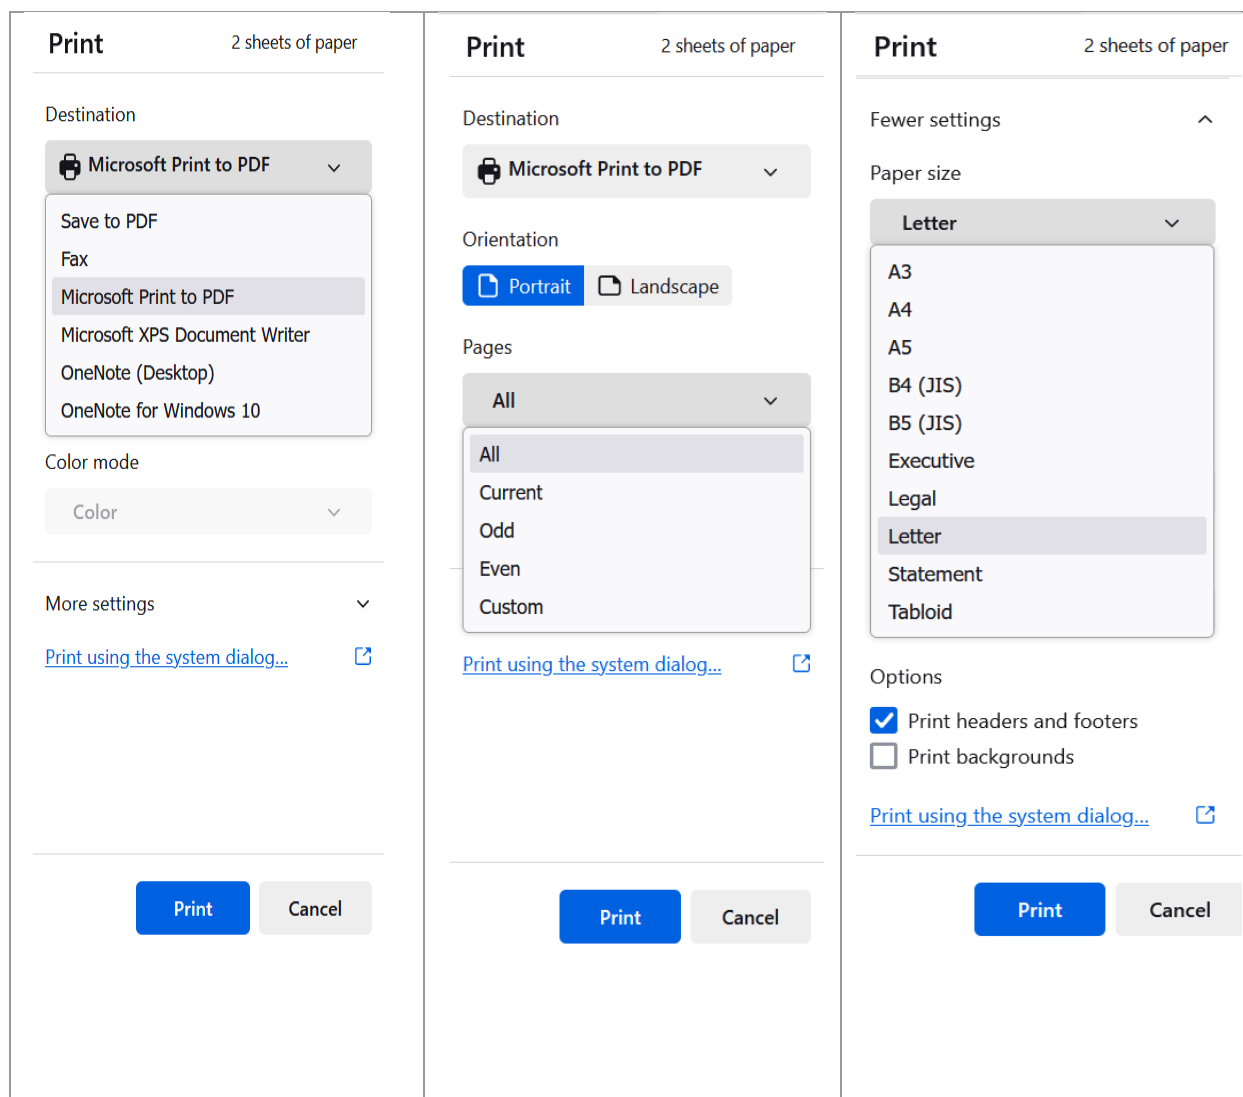 Print 2 sheets of paper
Destination
Microsoft Print to PDF
Save to PDF
Fax
Microsoft Print to PDF
Microsoft XPS Document Writer
OneNote (Desktop)
OneNote for Windows 10
Color mode
Color
More settings
Print using the system dialog...
Print Cancel
Print 2 sheets of paper
Destination
Microsoft Print to PDF
Orientation
Portrait Landscape
Pages
All
All
Current
Odd
Even
Custom
Print using the system dialog...
Print Cancel
Print 2 sheets of paper
Fewer settings
Paper size
Letter
A3
A4
A5
B4 (JIS)
B5 (JIS)
Executive
Legal
Letter
Statement
Tabloid
Options
Print headers and footers
Print backgrounds
Print using the system dialog...
Print Cancel